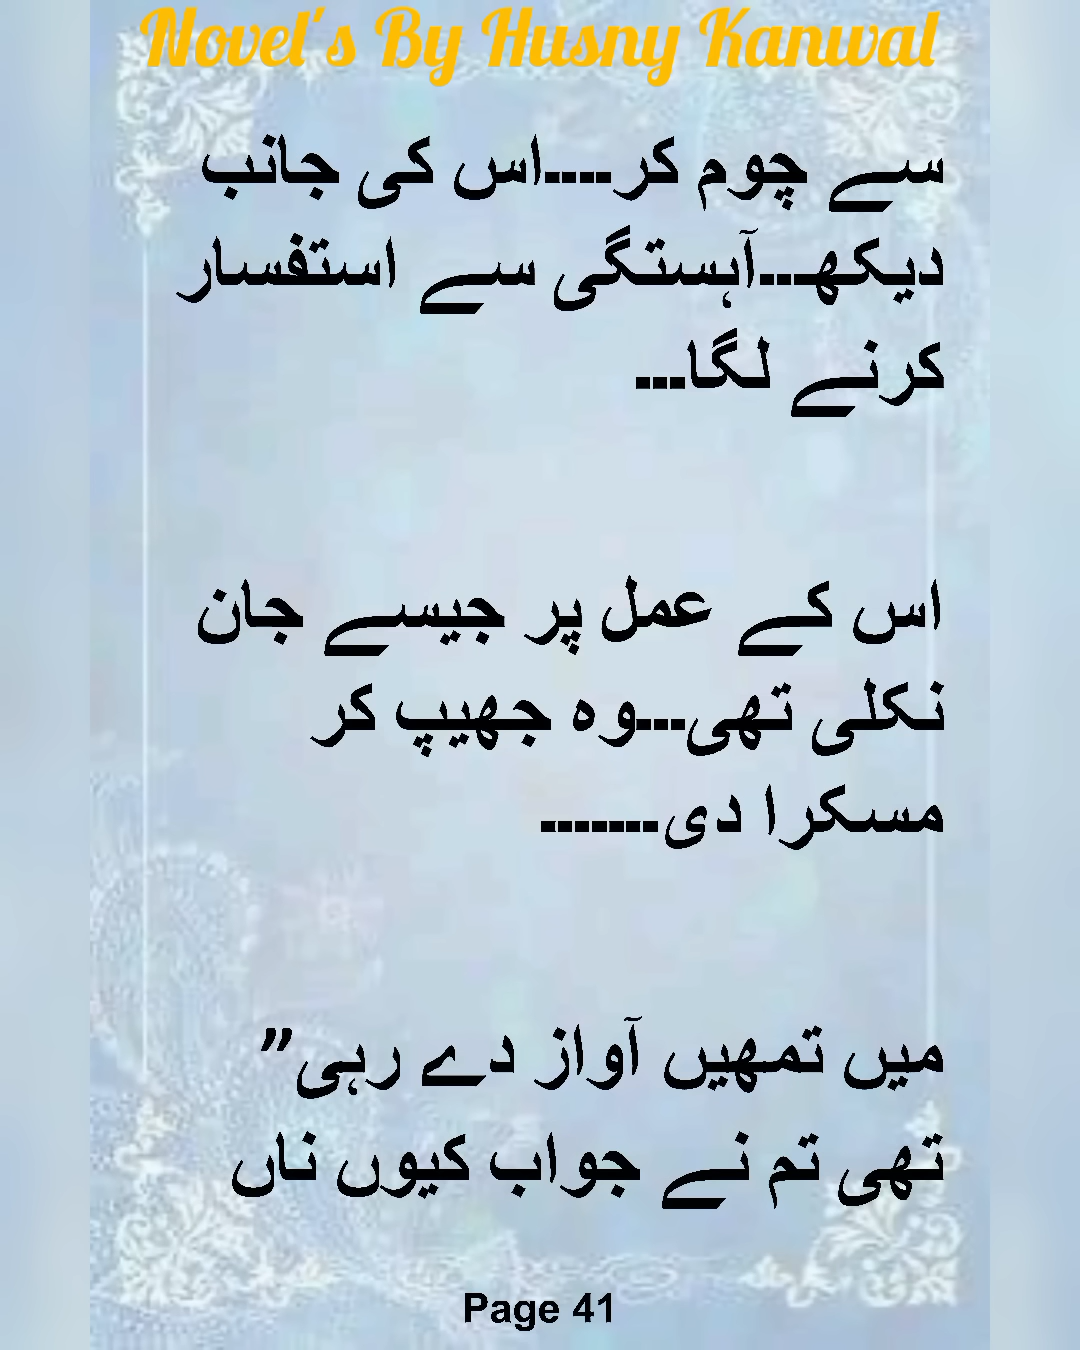 Novel's By Husny Kanwal
سے چوم کر....اس کی جانب
دیکھ...آہستگی سے استفسار
کرنے لگا...
اس کے عمل پر جیسے جان
نکلی تھی...وہ جھیپ کر
مسکرا دی.......
میں تمھیں آواز دے رہی”
تھی تم نے جواب کیوں ناں
Page 41